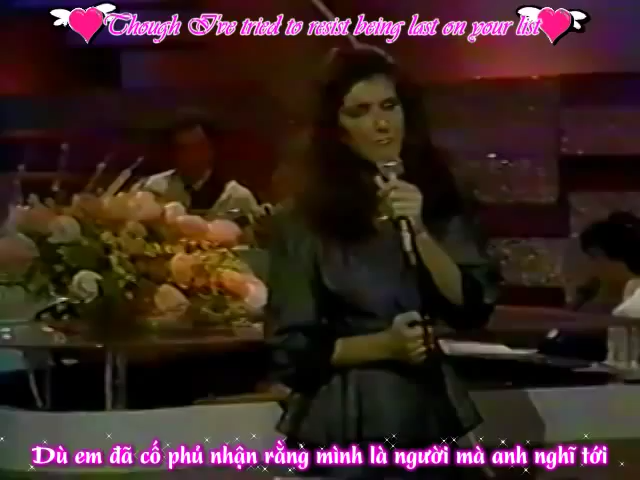 Though I've tried to resist being last on your list
Dù em đã cố phủ nhận rằng mình là người mà anh nghĩ tới